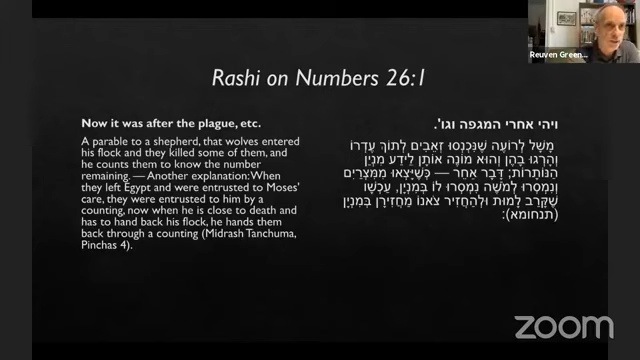 Reuven Green...
Rashi on Numbers 26:1
Now it was after the plague, etc.
A parable to a shepherd, that wolves entered
his flock and they killed some of them, and
he counts them to know the number
remaining. — Another explanation: When
they left Egypt and were entrusted to Moses'
care, they were entrusted to him by a
counting, now when he is close to death and
has to hand back his flock, he hands them
back through a counting (Midrash Tanchuma,
Pinchas 4).
ויהי אחרי המגפה וגו'.
מָשָׁל לְרוֹעֶה שֶׁנִּכְנְסוּ זְאֵבִים לְתוֹךְ עֶדְרוֹ
וְהָרְגוּ בָהֶן וְהוּא מוֹנֶה אוֹתָן לֵידַע מִנְיַן
הַנּוֹתָרוֹת; דָּבָר אַחֵר — כְּשֶׁיָּצְאוּ מִמִּצְרַיִם
וְנִמְסְרוּ לְמֹשֶׁה נִמְסְרוּ לוֹ בְּמִנְיָן, עַכְשָׁו
שֶׁקָּרַב לָמוּת וּלְהַחֲזִיר צֹאנוֹ מַחֲזִירָן בְּמִנְיָן
(תנחומא):
zoom